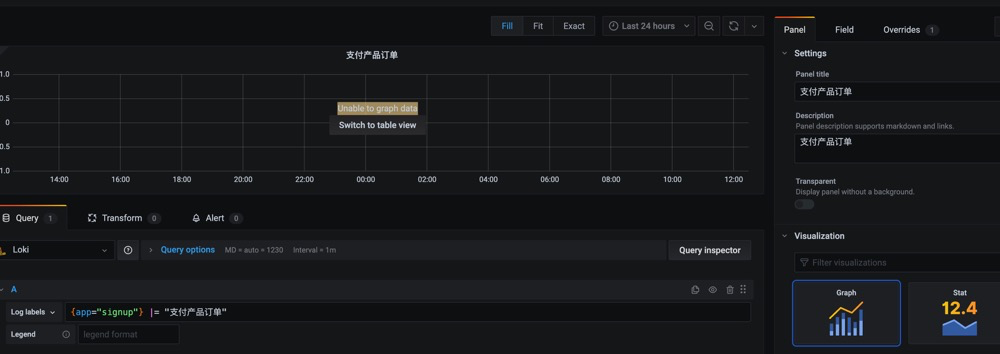 Fill Fit Exact Last 24 hours
Panel Field Overrides 1
支付产品订单
1.0
0.5
0
0.5
1.0
Unable to graph data
Switch to table view
14:00 16:00 18:00 20:00 22:00 00:00 02:00 04:00 06:00 08:00 10:00 12:00
Query 1 Transform 0 Alert 0
Loki Query options MD = auto = 1230 Interval = 1m Query inspector
A
Log labels {app="signup"} |= "支付产品订单"
Legend legend format
Settings
Panel title
支付产品订单
Description
Panel description supports markdown and links.
支付产品订单
Transparent
Display panel without a background.
Visualization
Filter visualizations
Graph Stat
12.4